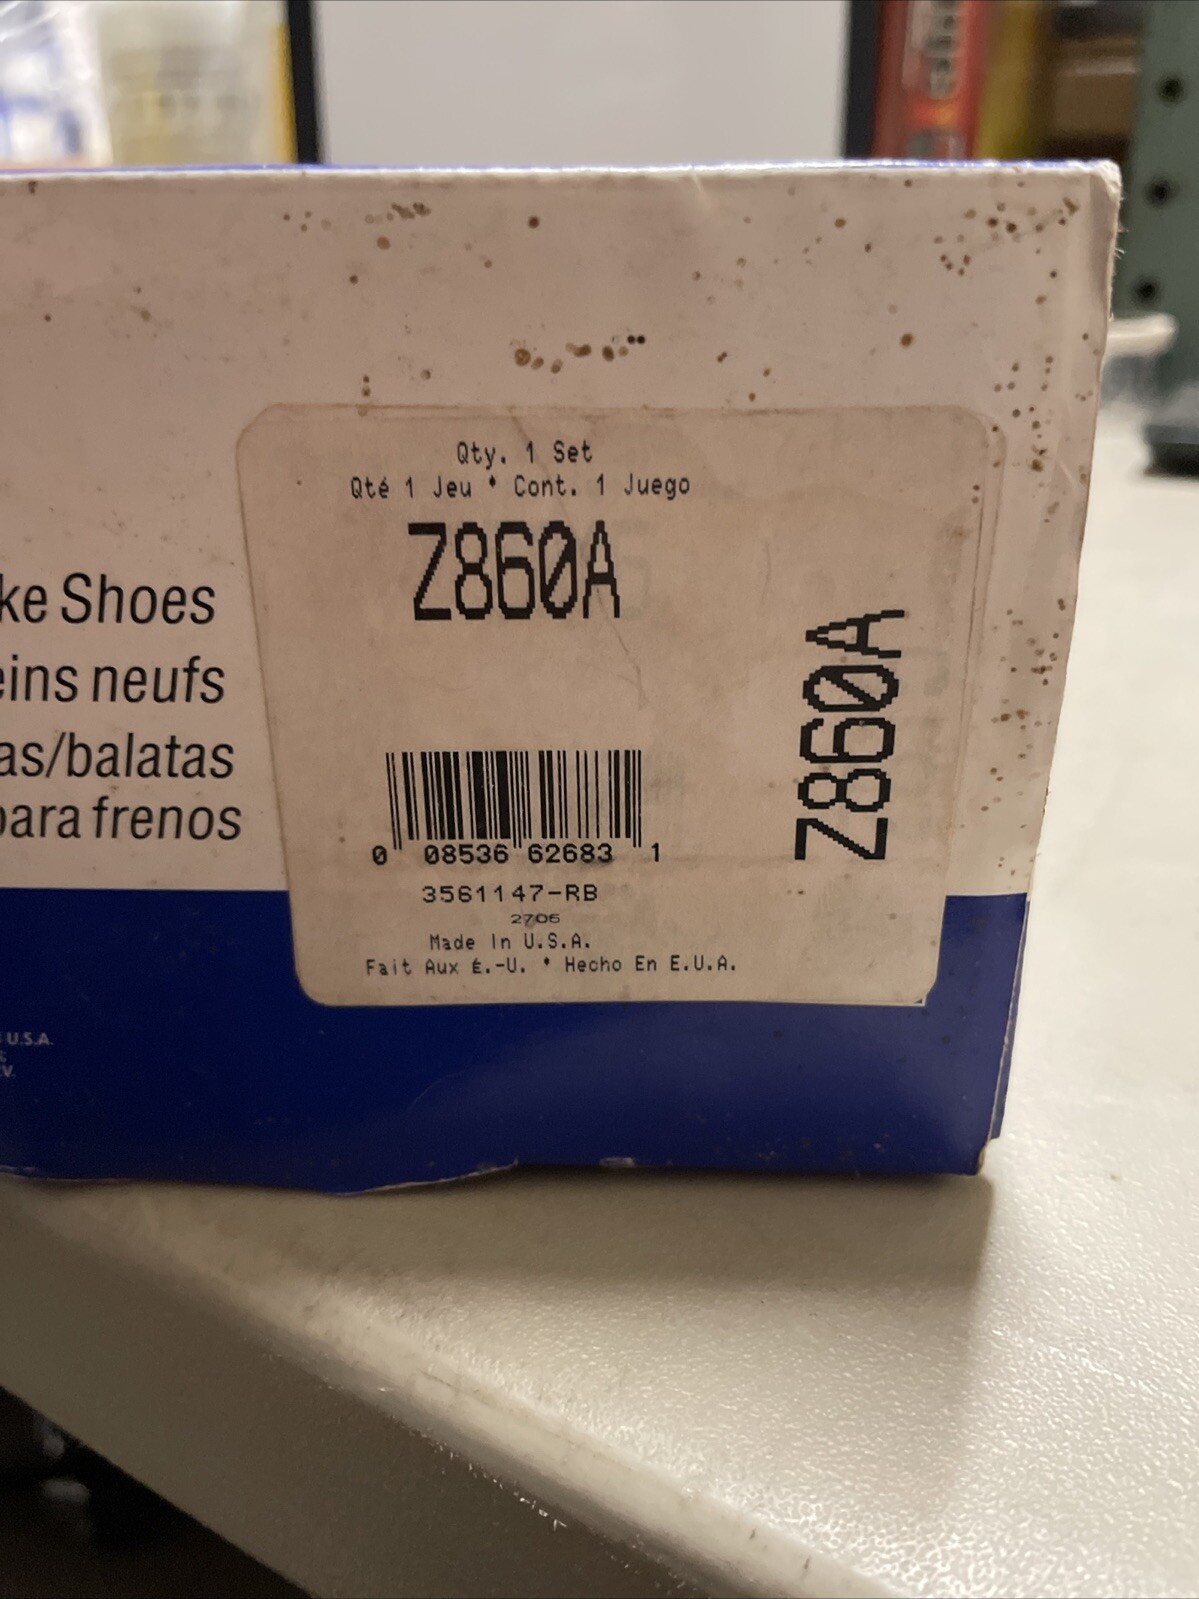 Qty. 1 Set
Qté 1 Jeu • Cont. 1 Juego
Z860A
Z860A
ke Shoes
eins neufs
as/balatas
para frenos
0 08536 62683 1
3561147-RB
2705
Made In U.S.A.
Fait Aux É.-U. • Hecho En E.U.A.
U.S.A.